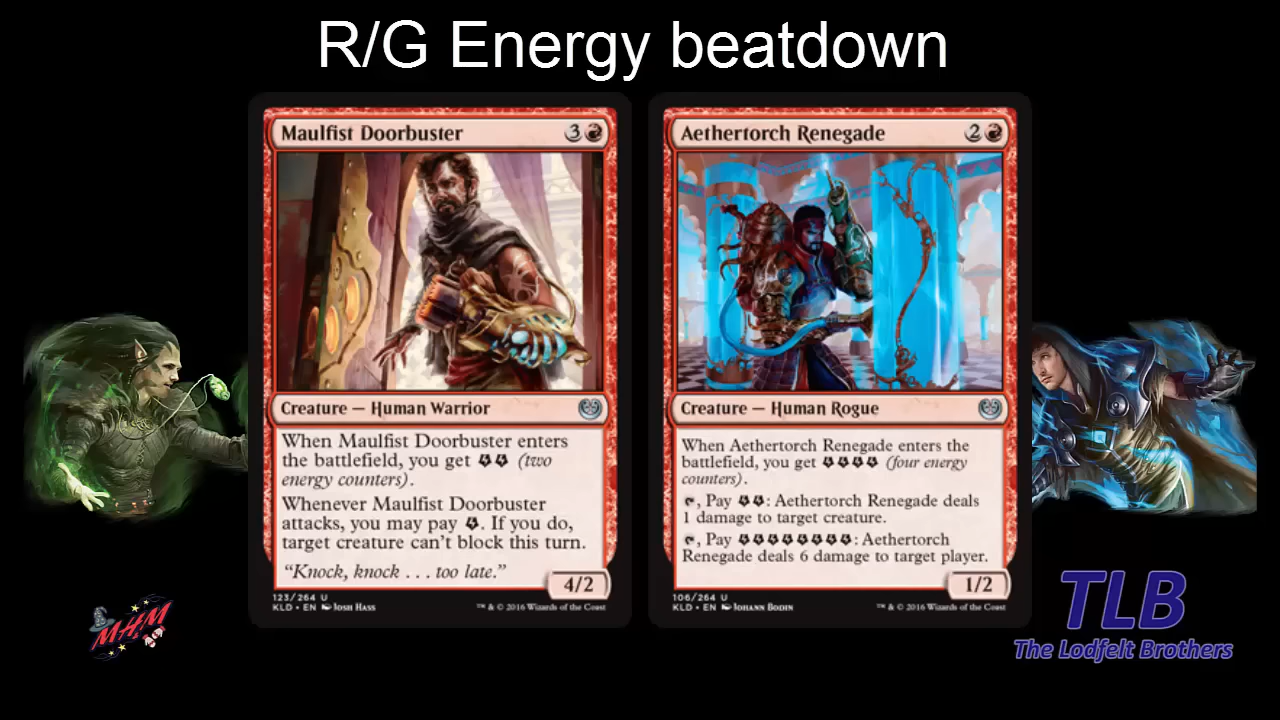 R/G Energy beatdown
Maulfist Doorbuster 3
Creature — Human Warrior
When Maulfist Doorbuster enters
the battlefield, you get (two
energy counters).
Whenever Maulfist Doorbuster
attacks, you may pay . If you do,
target creature can't block this turn.
“Knock, knock . . . too late.”
4/2
123/264 U
KLD • EN Josh Hass
™ & © 2016 Wizards of the Coast
Aethertorch Renegade 2
Creature — Human Rogue
When Aethertorch Renegade enters the
battlefield, you get (four energy
counters).
, Pay : Aethertorch Renegade deals
1 damage to target creature.
, Pay : Aethertorch
Renegade deals 6 damage to target player.
1/2
106/264 U
KLD • EN Johann Bodin
™ & © 2016 Wizards of the Coast
MHM
TLB
The Lodfelt Brothers